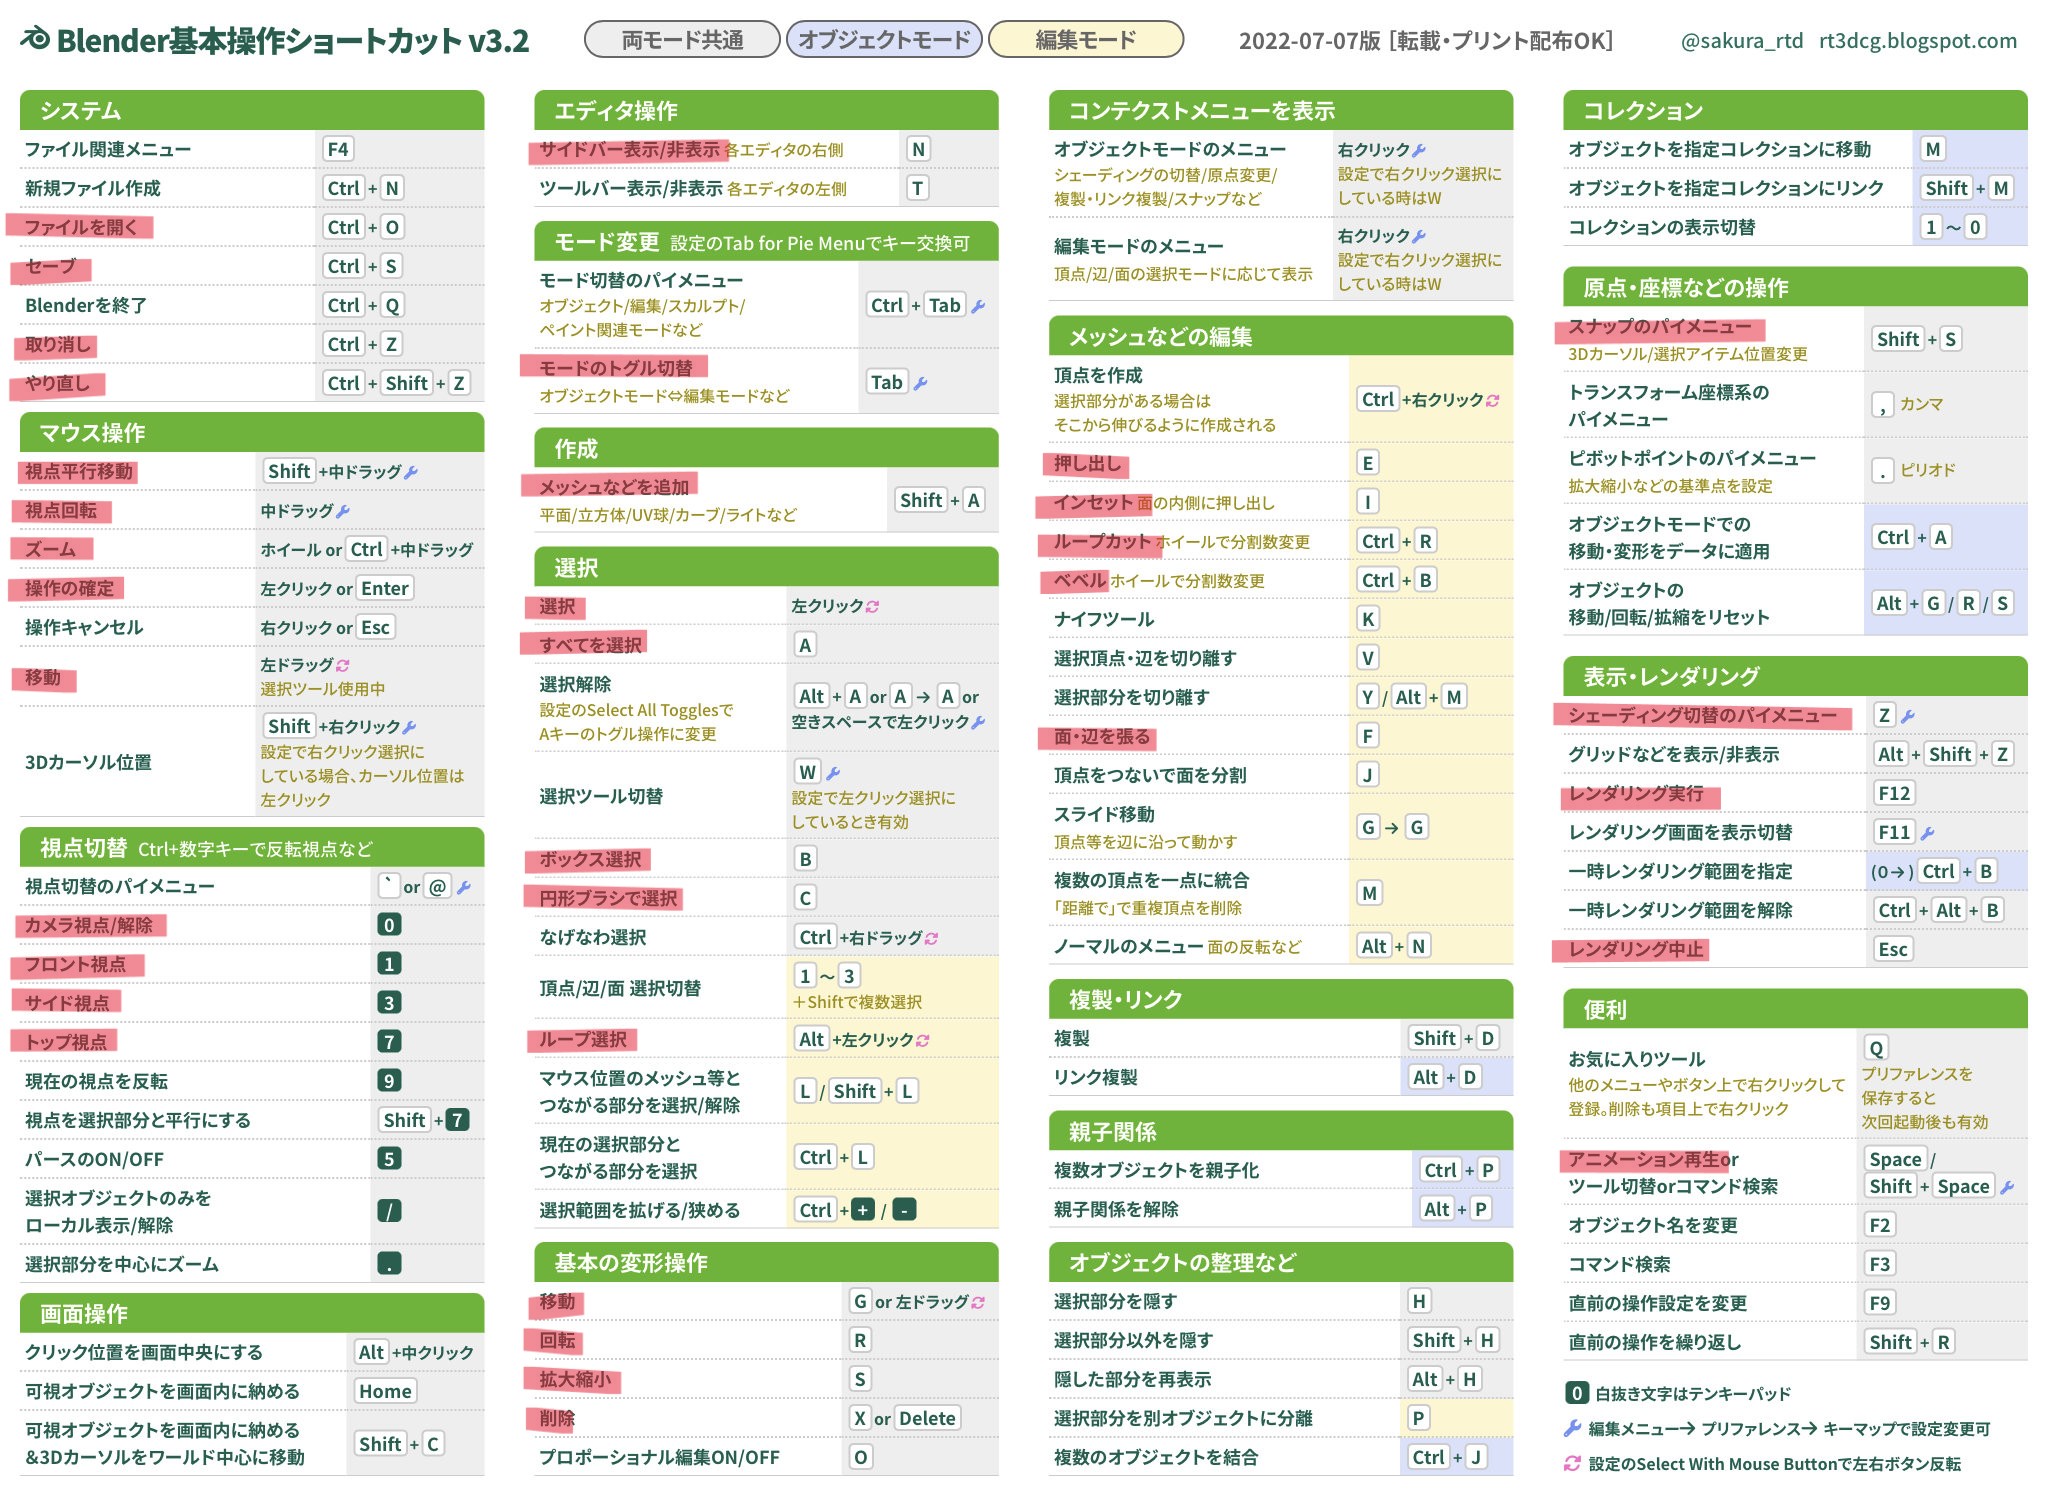 Blender基本操作ショートカット v3.2
両モード共通 オブジェクトモード 編集モード
2022-07-07版 [転載・プリント配布OK]
@sakura_rtd rt3dcg.blogspot.com
システム
ファイル関連メニュー F4
新規ファイル作成 Ctrl + N
ファイルを開く Ctrl + O
セーブ Ctrl + S
Blenderを終了 Ctrl + Q
取り消し Ctrl + Z
やり直し Ctrl + Shift + Z
マウス操作
視点平行移動 Shift +中ドラッグ
視点回転 中ドラッグ
ズーム ホイール or Ctrl +中ドラッグ
操作の確定 左クリック or Enter
操作キャンセル 右クリック or Esc
移動 左ドラッグ
選択ツール使用中
3Dカーソル位置 Shift +右クリック
設定で右クリック選択に
している場合、カーソル位置は
左クリック
視点切替 Ctrl+数字キーで反転視点など
視点切替のパイメニュー ` or @
カメラ視点/解除 0
フロント視点 1
サイド視点 3
トップ視点 7
現在の視点を反転 9
視点を選択部分と平行にする Shift + 7
パースのON/OFF 5
選択オブジェクトのみを
ローカル表示/解除 /
選択部分を中心にズーム .
画面操作
クリック位置を画面中央にする Alt +中クリック
可視オブジェクトを画面内に納める Home
可視オブジェクトを画面内に納める
&3Dカーソルをワールド中心に移動 Shift + C
エディタ操作
サイドバー表示/非表示 各エディタの右側 N
ツールバー表示/非表示 各エディタの左側 T
モード変更 設定のTab for Pie Menuでキー交換可
モード切替のパイメニュー
オブジェクト/編集/スカルプト/
ペイント関連モードなど Ctrl + Tab
モードのトグル切替
オブジェクトモード⇔編集モードなど Tab
作成
メッシュなどを追加
平面/立方体/UV球/カーブ/ライトなど Shift + A
選択
選択 左クリック
すべてを選択 A
選択解除
設定のSelect All Togglesで
Aキーのトグル操作に変更
Alt + A or A → A or
空きスペースで左クリック
選択ツール切替 W
設定で左クリック選択に
しているとき有効
ボックス選択 B
円形ブラシで選択 C
なげなわ選択 Ctrl +右ドラッグ
頂点/辺/面 選択切替 1 〜 3
＋Shiftで複数選択
ループ選択 Alt +左クリック
マウス位置のメッシュ等と
つながる部分を選択/解除 L / Shift + L
現在の選択部分と
つながる部分を選択 Ctrl + L
選択範囲を拡げる/狭める Ctrl + + / -
基本の変形操作
移動 G or 左ドラッグ
回転 R
拡大縮小 S
削除 X or Delete
プロポーショナル編集ON/OFF O
コンテクストメニューを表示
オブジェクトモードのメニュー
シェーディングの切替/原点変更/
複製・リンク複製/スナップなど
右クリック
設定で右クリック選択に
している時はW
編集モードのメニュー
頂点/辺/面の選択モードに応じて表示
右クリック
設定で右クリック選択に
している時はW
メッシュなどの編集
頂点を作成
選択部分がある場合は
そこから伸びるように作成される
Ctrl +右クリック
押し出し E
インセット 面の内側に押し出し I
ループカット ホイールで分割数変更 Ctrl + R
ベベル ホイールで分割数変更 Ctrl + B
ナイフツール K
選択頂点・辺を切り離す V
選択部分を切り離す Y / Alt + M
面・辺を張る F
頂点をつないで面を分割 J
スライド移動
頂点等を辺に沿って動かす G → G
複数の頂点を一点に統合
「距離で」で重複頂点を削除 M
ノーマルのメニュー 面の反転など Alt + N
複製・リンク
複製 Shift + D
リンク複製 Alt + D
親子関係
複数オブジェクトを親子化 Ctrl + P
親子関係を解除 Alt + P
オブジェクトの整理など
選択部分を隠す H
選択部分以外を隠す Shift + H
隠した部分を再表示 Alt + H
選択部分を別オブジェクトに分離 P
複数のオブジェクトを結合 Ctrl + J
コレクション
オブジェクトを指定コレクションに移動 M
オブジェクトを指定コレクションにリンク Shift + M
コレクションの表示切替 1 〜 0
原点・座標などの操作
スナップのパイメニュー
3Dカーソル/選択アイテム位置変更 Shift + S
トランスフォーム座標系の
パイメニュー , カンマ
ピボットポイントのパイメニュー
拡大縮小などの基準点を設定 . ピリオド
オブジェクトモードでの
移動・変形をデータに適用 Ctrl + A
オブジェクトの
移動/回転/拡縮をリセット Alt + G / R / S
表示・レンダリング
シェーディング切替のパイメニュー Z
グリッドなどを表示/非表示 Alt + Shift + Z
レンダリング実行 F12
レンダリング画面を表示切替 F11
一時レンダリング範囲を指定 (0→) Ctrl + B
一時レンダリング範囲を解除 Ctrl + Alt + B
レンダリング中止 Esc
便利
お気に入りツール
他のメニューやボタン上で右クリックして
登録。削除も項目上で右クリック
Q
プリファレンスを
保存すると
次回起動後も有効
アニメーション再生or
ツール切替orコマンド検索
Space /
Shift + Space
オブジェクト名を変更 F2
コマンド検索 F3
直前の操作設定を変更 F9
直前の操作を繰り返し Shift + R
0 白抜き文字はテンキーパッド
編集メニュー→ プリファレンス→ キーマップで設定変更可
設定のSelect With Mouse Buttonで左右ボタン反転